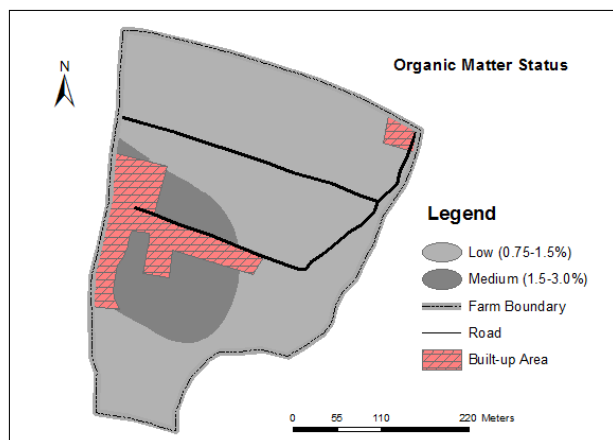 Organic Matter Status
N
Legend
Low (0.75-1.5%)
Medium (1.5-3.0%)
Farm Boundary
Road
Built-up Area
0 55 110 220 Meters